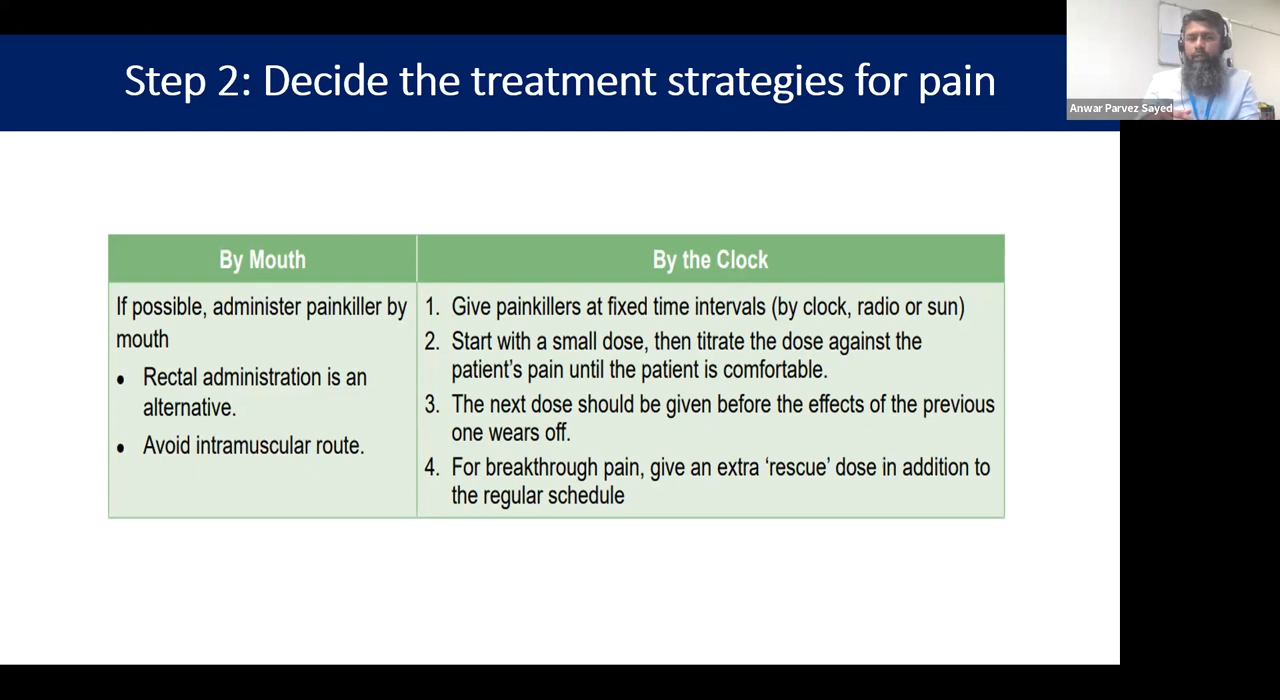 Step 2: Decide the treatment strategies for pain
Anwar Parvez Sayed
By Mouth
If possible, administer painkiller by
mouth
• Rectal administration is an
alternative.
• Avoid intramuscular route.
By the Clock
1. Give painkillers at fixed time intervals (by clock, radio or sun)
2. Start with a small dose, then titrate the dose against the
patient’s pain until the patient is comfortable.
3. The next dose should be given before the effects of the previous
one wears off.
4. For breakthrough pain, give an extra ‘rescue’ dose in addition to
the regular schedule